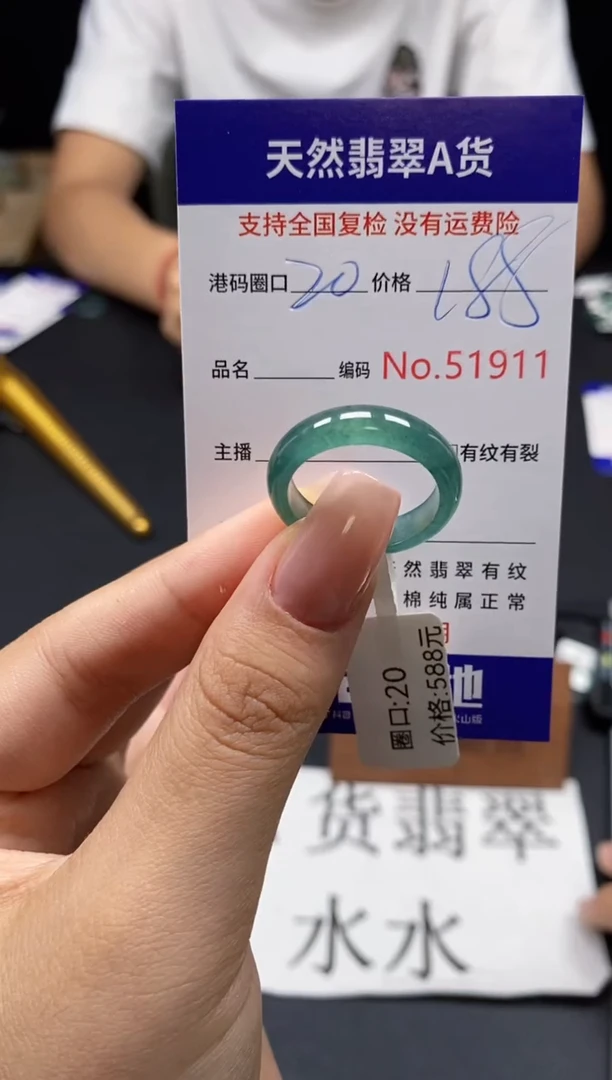 天然翡翠A货
支持全国复检 没有运费险
港码圈口 20 价格 188
品名 编码 No.51911
主播 有纹有裂
然翡翠有纹
棉纯属正常
圈口:20
价格:588元
货翡翠
水水